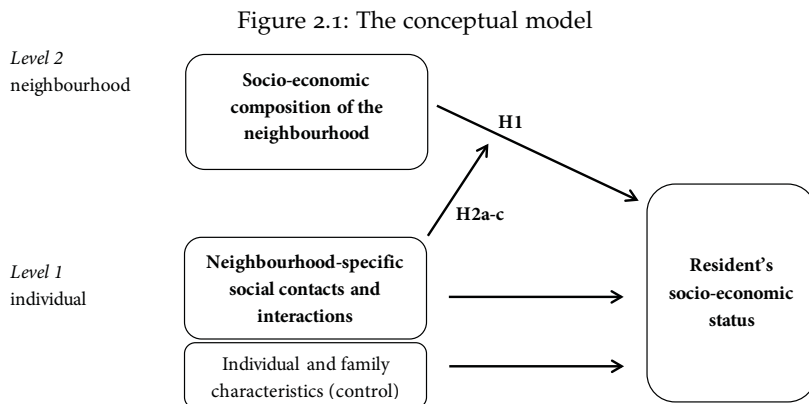 Figure 2.1: The conceptual model
Level 2
neighbourhood
Socio-economic
composition of the
neighbourhood
H1
H2a-c
Level 1
individual
Neighbourhood-specific
social contacts and
interactions
Individual and family
characteristics (control)
Resident's
socio-economic
status